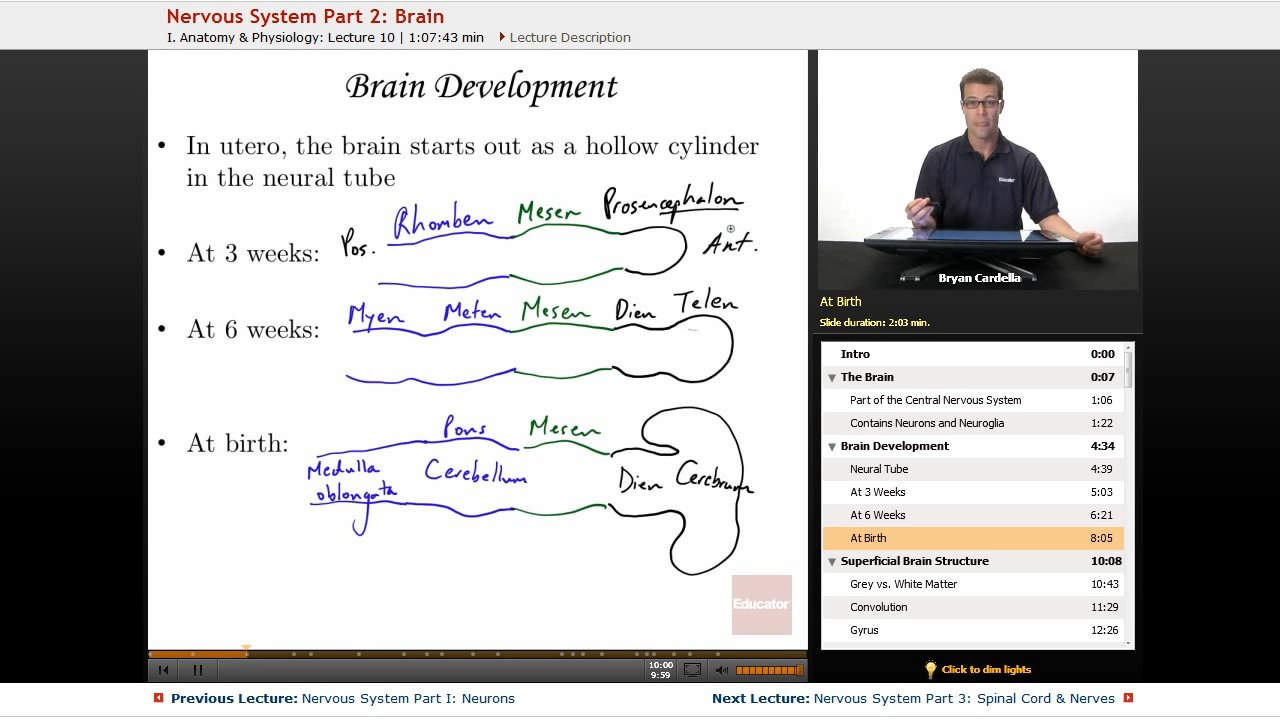 Nervous System Part 2: Brain
I. Anatomy & Physiology: Lecture 10 | 1:07:43 min Lecture Description
Brain Development
• In utero, the brain starts out as a hollow cylinder
in the neural tube
Rhomben Mesen Prosencephalon
• At 3 weeks: Pos. Ant.
Myen Meten Mesen Dien Telen
• At 6 weeks:
• At birth: Pons Mesen
Medulla Cerebellum Dien Cerebrum
oblongata
Educator
Educator
Bryan Cardella
At Birth
Slide duration: 2:03 min.
Intro 0:00
The Brain 0:07
Part of the Central Nervous System 1:06
Contains Neurons and Neuroglia 1:22
Brain Development 4:34
Neural Tube 4:39
At 3 Weeks 5:03
At 6 Weeks 6:21
At Birth 8:05
Superficial Brain Structure 10:08
Grey vs. White Matter 10:43
Convolution 11:29
Gyrus 12:26
10:00
9:59
Click to dim lights
Previous Lecture: Nervous System Part I: Neurons
Next Lecture: Nervous System Part 3: Spinal Cord & Nerves